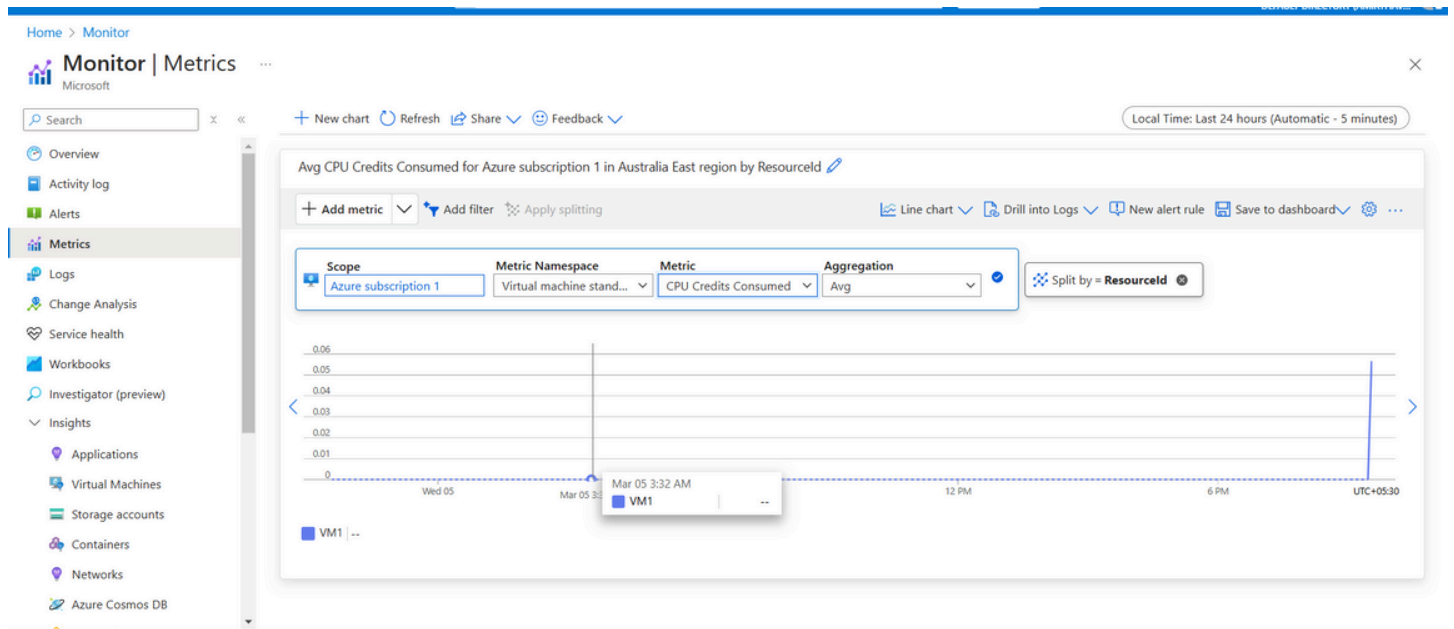 Home > Monitor
Monitor | Metrics ...
Microsoft
Search
Overview
Activity log
Alerts
Metrics
Logs
Change Analysis
Service health
Workbooks
Investigator (preview)
Insights
Applications
Virtual Machines
Storage accounts
Containers
Networks
Azure Cosmos DB
New chart Refresh Share Feedback
Local Time: Last 24 hours (Automatic - 5 minutes)
Avg CPU Credits Consumed for Azure subscription 1 in Australia East region by ResourceId
Add metric Add filter Apply splitting
Line chart Drill into Logs New alert rule Save to dashboard ...
Scope Metric Namespace Metric Aggregation
Azure subscription 1 Virtual machine stand... CPU Credits Consumed Avg
Split by = ResourceId
0.06
0.05
0.04
0.03
0.02
0.01
0
Wed 05 Mar 05 3:3 12 PM 6 PM UTC+05:30
Mar 05 3:32 AM
VM1 --
VM1 --